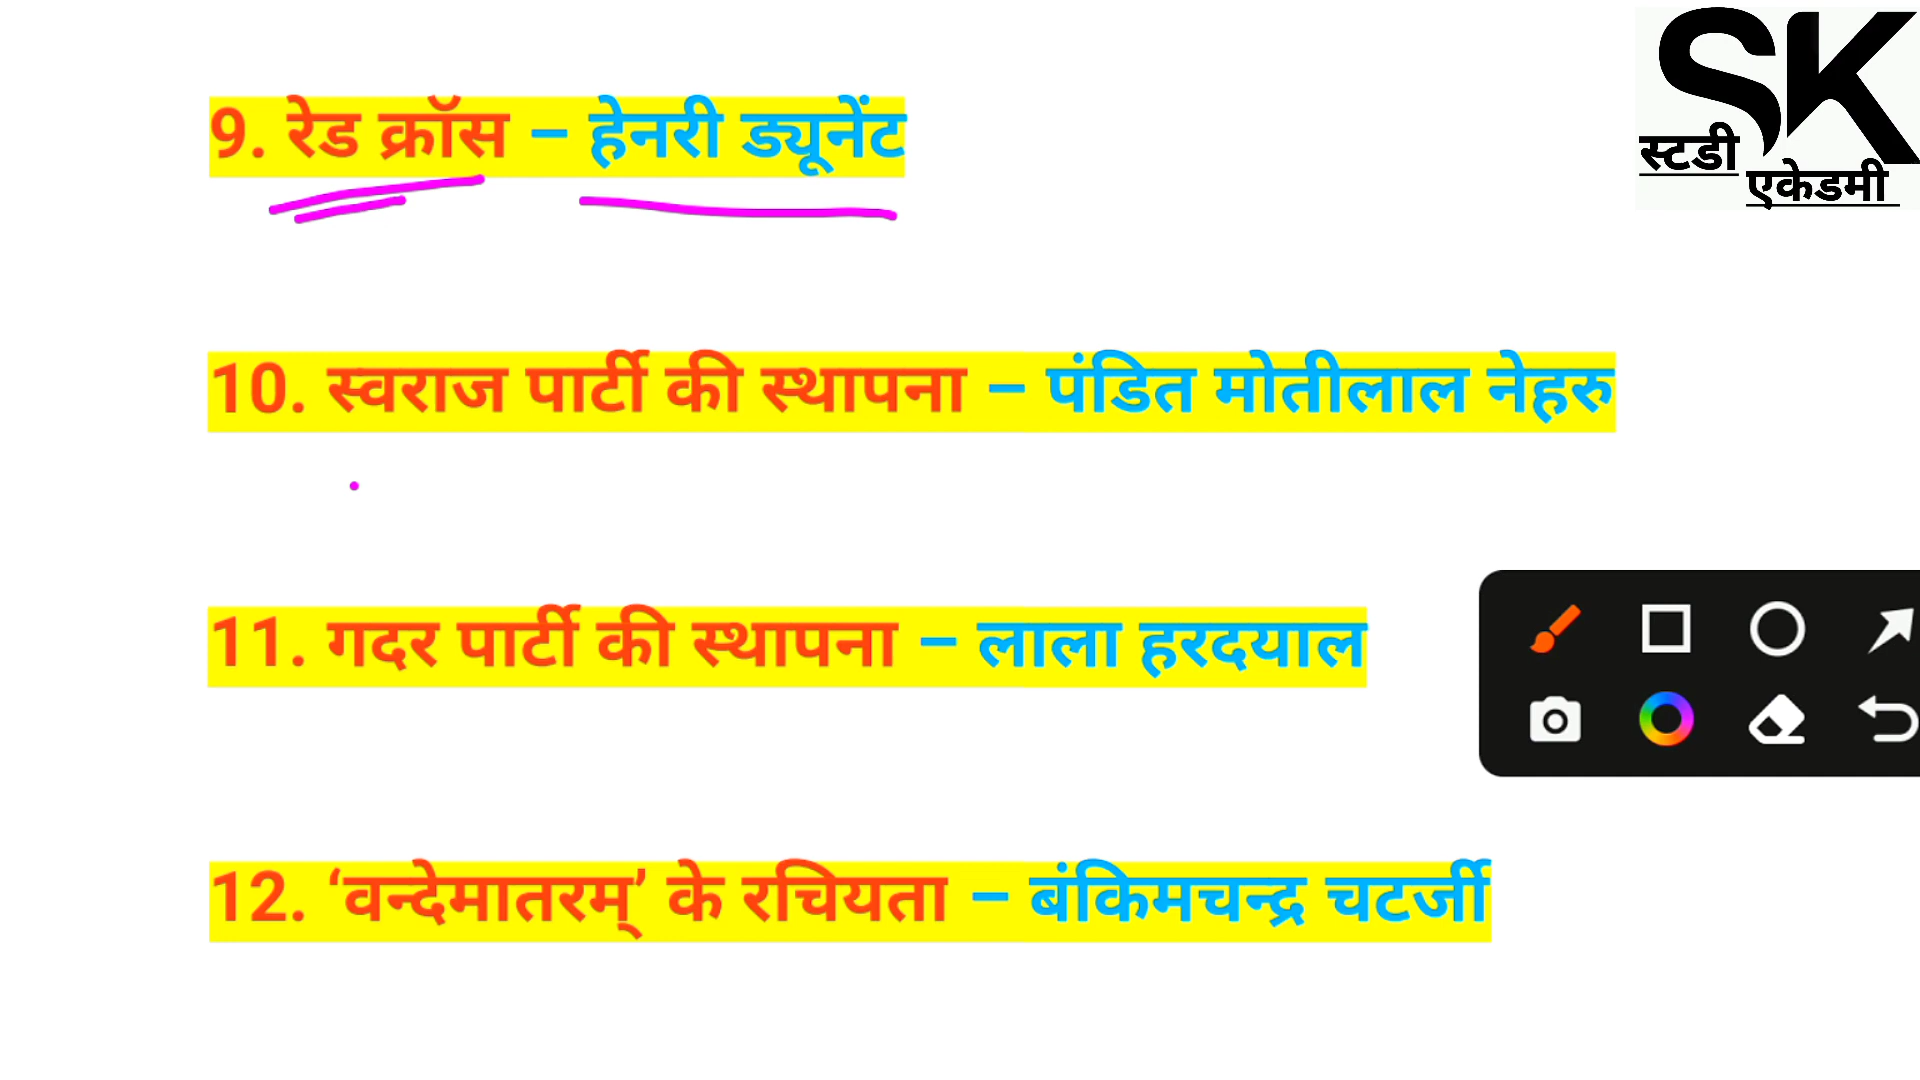 SK
स्टडी
एकेडमी
9. रेड क्रॉस – हेनरी ड्यूनेंट
10. स्वराज पार्टी की स्थापना – पंडित मोतीलाल नेहरु
11. गदर पार्टी की स्थापना – लाला हरदयाल
12. ‘वन्देमातरम्’ के रचियता – बंकिमचन्द्र चटर्जी